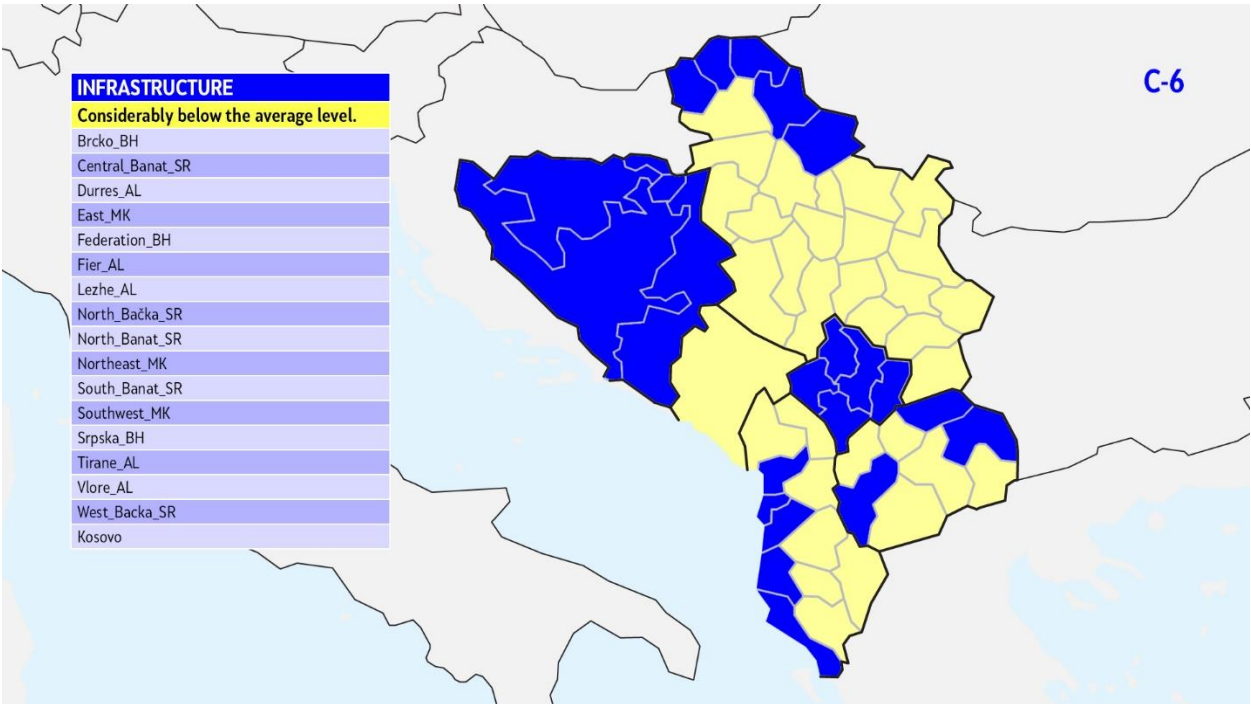 INFRASTRUCTURE
Considerably below the average level.
Brcko_BH
Central_Banat_SR
Durres_AL
East_MK
Federation_BH
Fier_AL
Lezhe_AL
North_Bačka_SR
North_Banat_SR
Northeast_MK
South_Banat_SR
Southwest_MK
Srpska_BH
Tirane_AL
Vlore_AL
West_Backa_SR
Kosovo
C-6